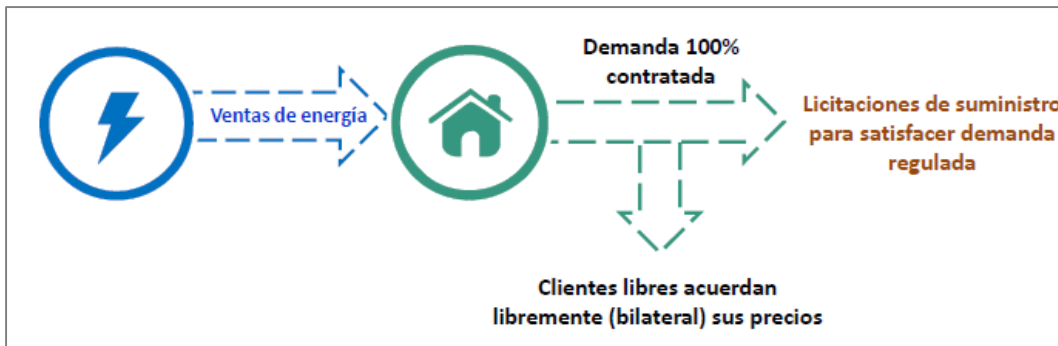 Ventas de energía
Demanda 100%
contratada
Licitaciones de suministro
para satisfacer demanda
regulada
Clientes libres acuerdan
libremente (bilateral) sus precios